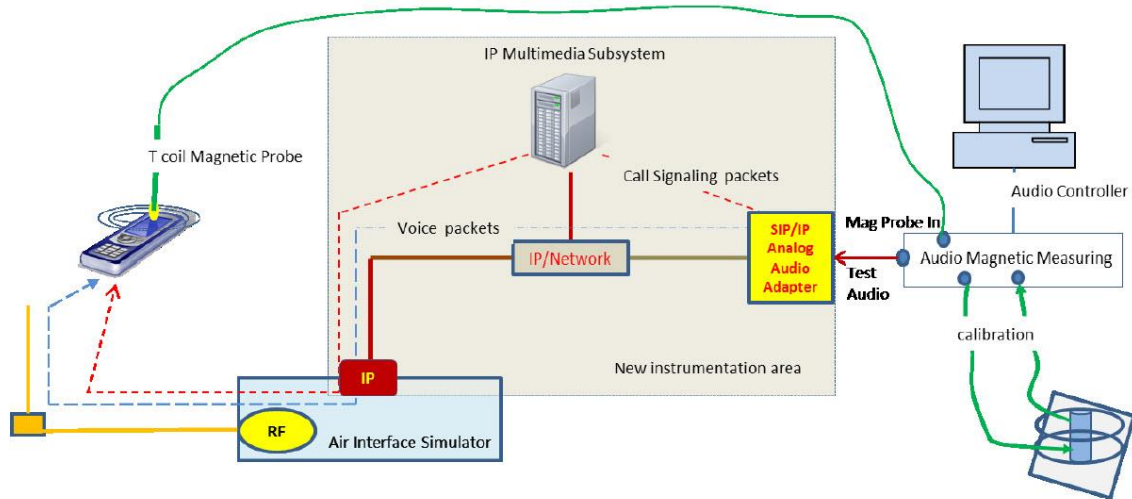 IP Multimedia Subsystem
T coil Magnetic Probe
Call Signaling packets
Audio Controller
Voice packets
IP/Network
SIP/IP
Analog
Audio
Adapter
Mag Probe In
Test
Audio
Audio Magnetic Measuring
calibration
New instrumentation area
IP
RF
Air Interface Simulator